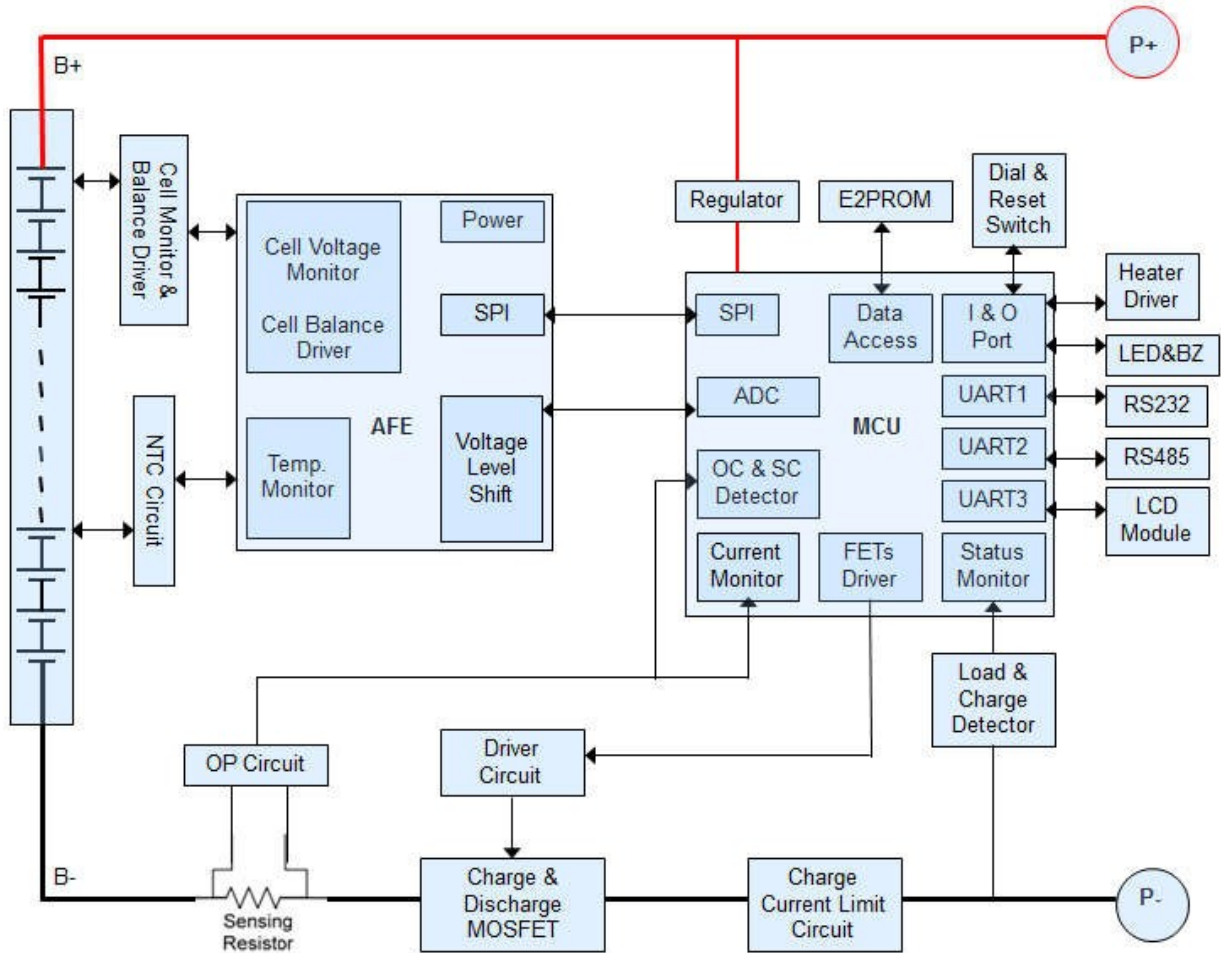 P+
B+
Cell Monitor &
Balance Driver
Regulator
E2PROM
Dial &
Reset
Switch
Cell Voltage
Monitor
Cell Balance
Driver
Power
SPI
AFE
Temp.
Monitor
Voltage
Level
Shift
NTC Circuit
SPI
Data
Access
I & O
Port
Heater
Driver
LED&BZ
ADC
MCU
UART1
RS232
OC & SC
Detector
UART2
RS485
UART3
LCD
Module
Current
Monitor
FETs
Driver
Status
Monitor
Load &
Charge
Detector
OP Circuit
Driver
Circuit
B-
Sensing
Resistor
Charge &
Discharge
MOSFET
Charge
Current Limit
Circuit
P-